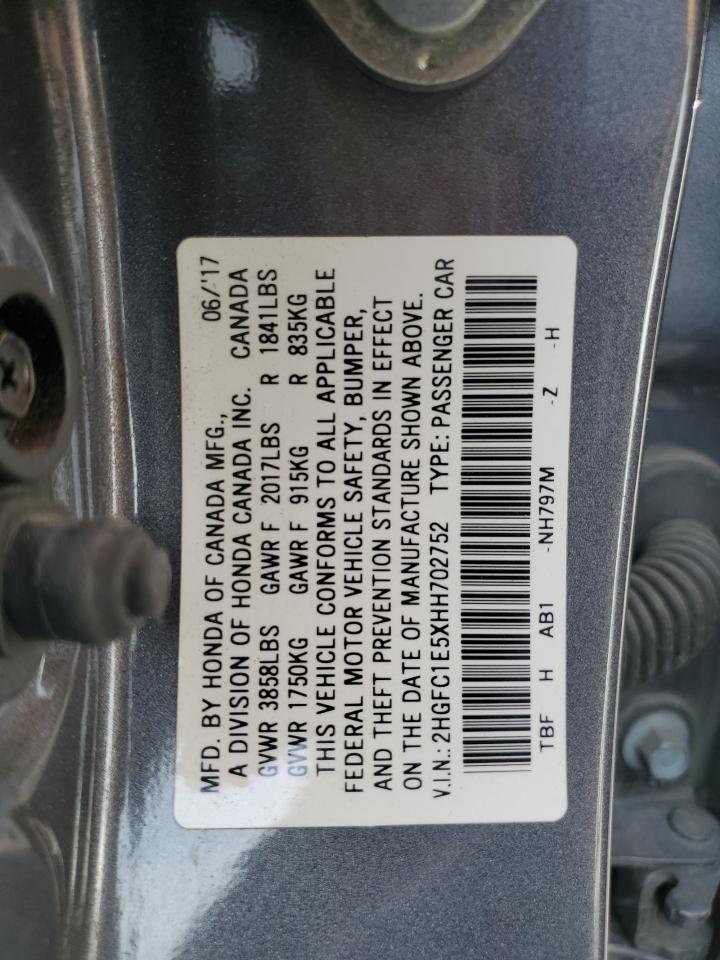 MFD. BY HONDA OF CANADA MFG., 06/'17
A DIVISION OF HONDA CANADA INC. CANADA
GVWR 3858LBS GAWR F 2017LBS R 1841LBS
GVWR 1750KG GAWR F 915KG R 835KG
THIS VEHICLE CONFORMS TO ALL APPLICABLE
FEDERAL MOTOR VEHICLE SAFETY, BUMPER,
AND THEFT PREVENTION STANDARDS IN EFFECT
ON THE DATE OF MANUFACTURE SHOWN ABOVE.
V.I.N.: 2HGFC1E5XHH702752 TYPE: PASSENGER CAR
TBF H AB1 -NH797M -Z -H